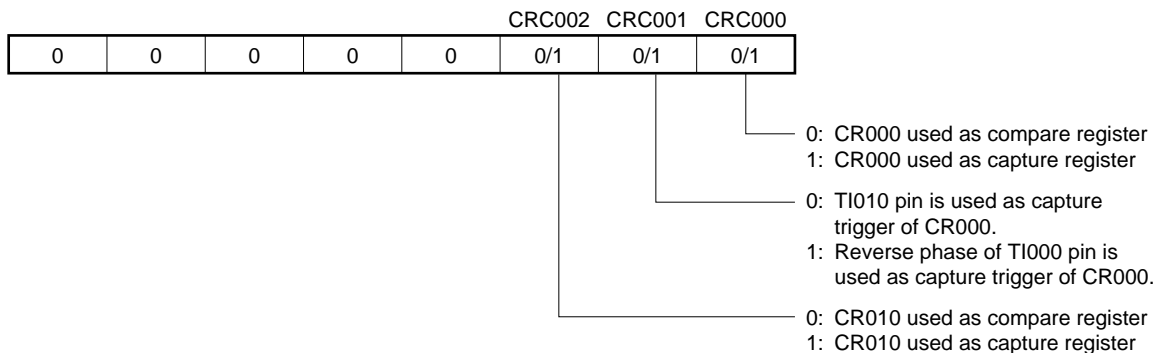 CRC002 CRC001 CRC000
0 0 0 0 0 0/1 0/1 0/1
0: CR000 used as compare register
1: CR000 used as capture register
0: TI010 pin is used as capture
trigger of CR000.
1: Reverse phase of TI000 pin is
used as capture trigger of CR000.
0: CR010 used as compare register
1: CR010 used as capture register